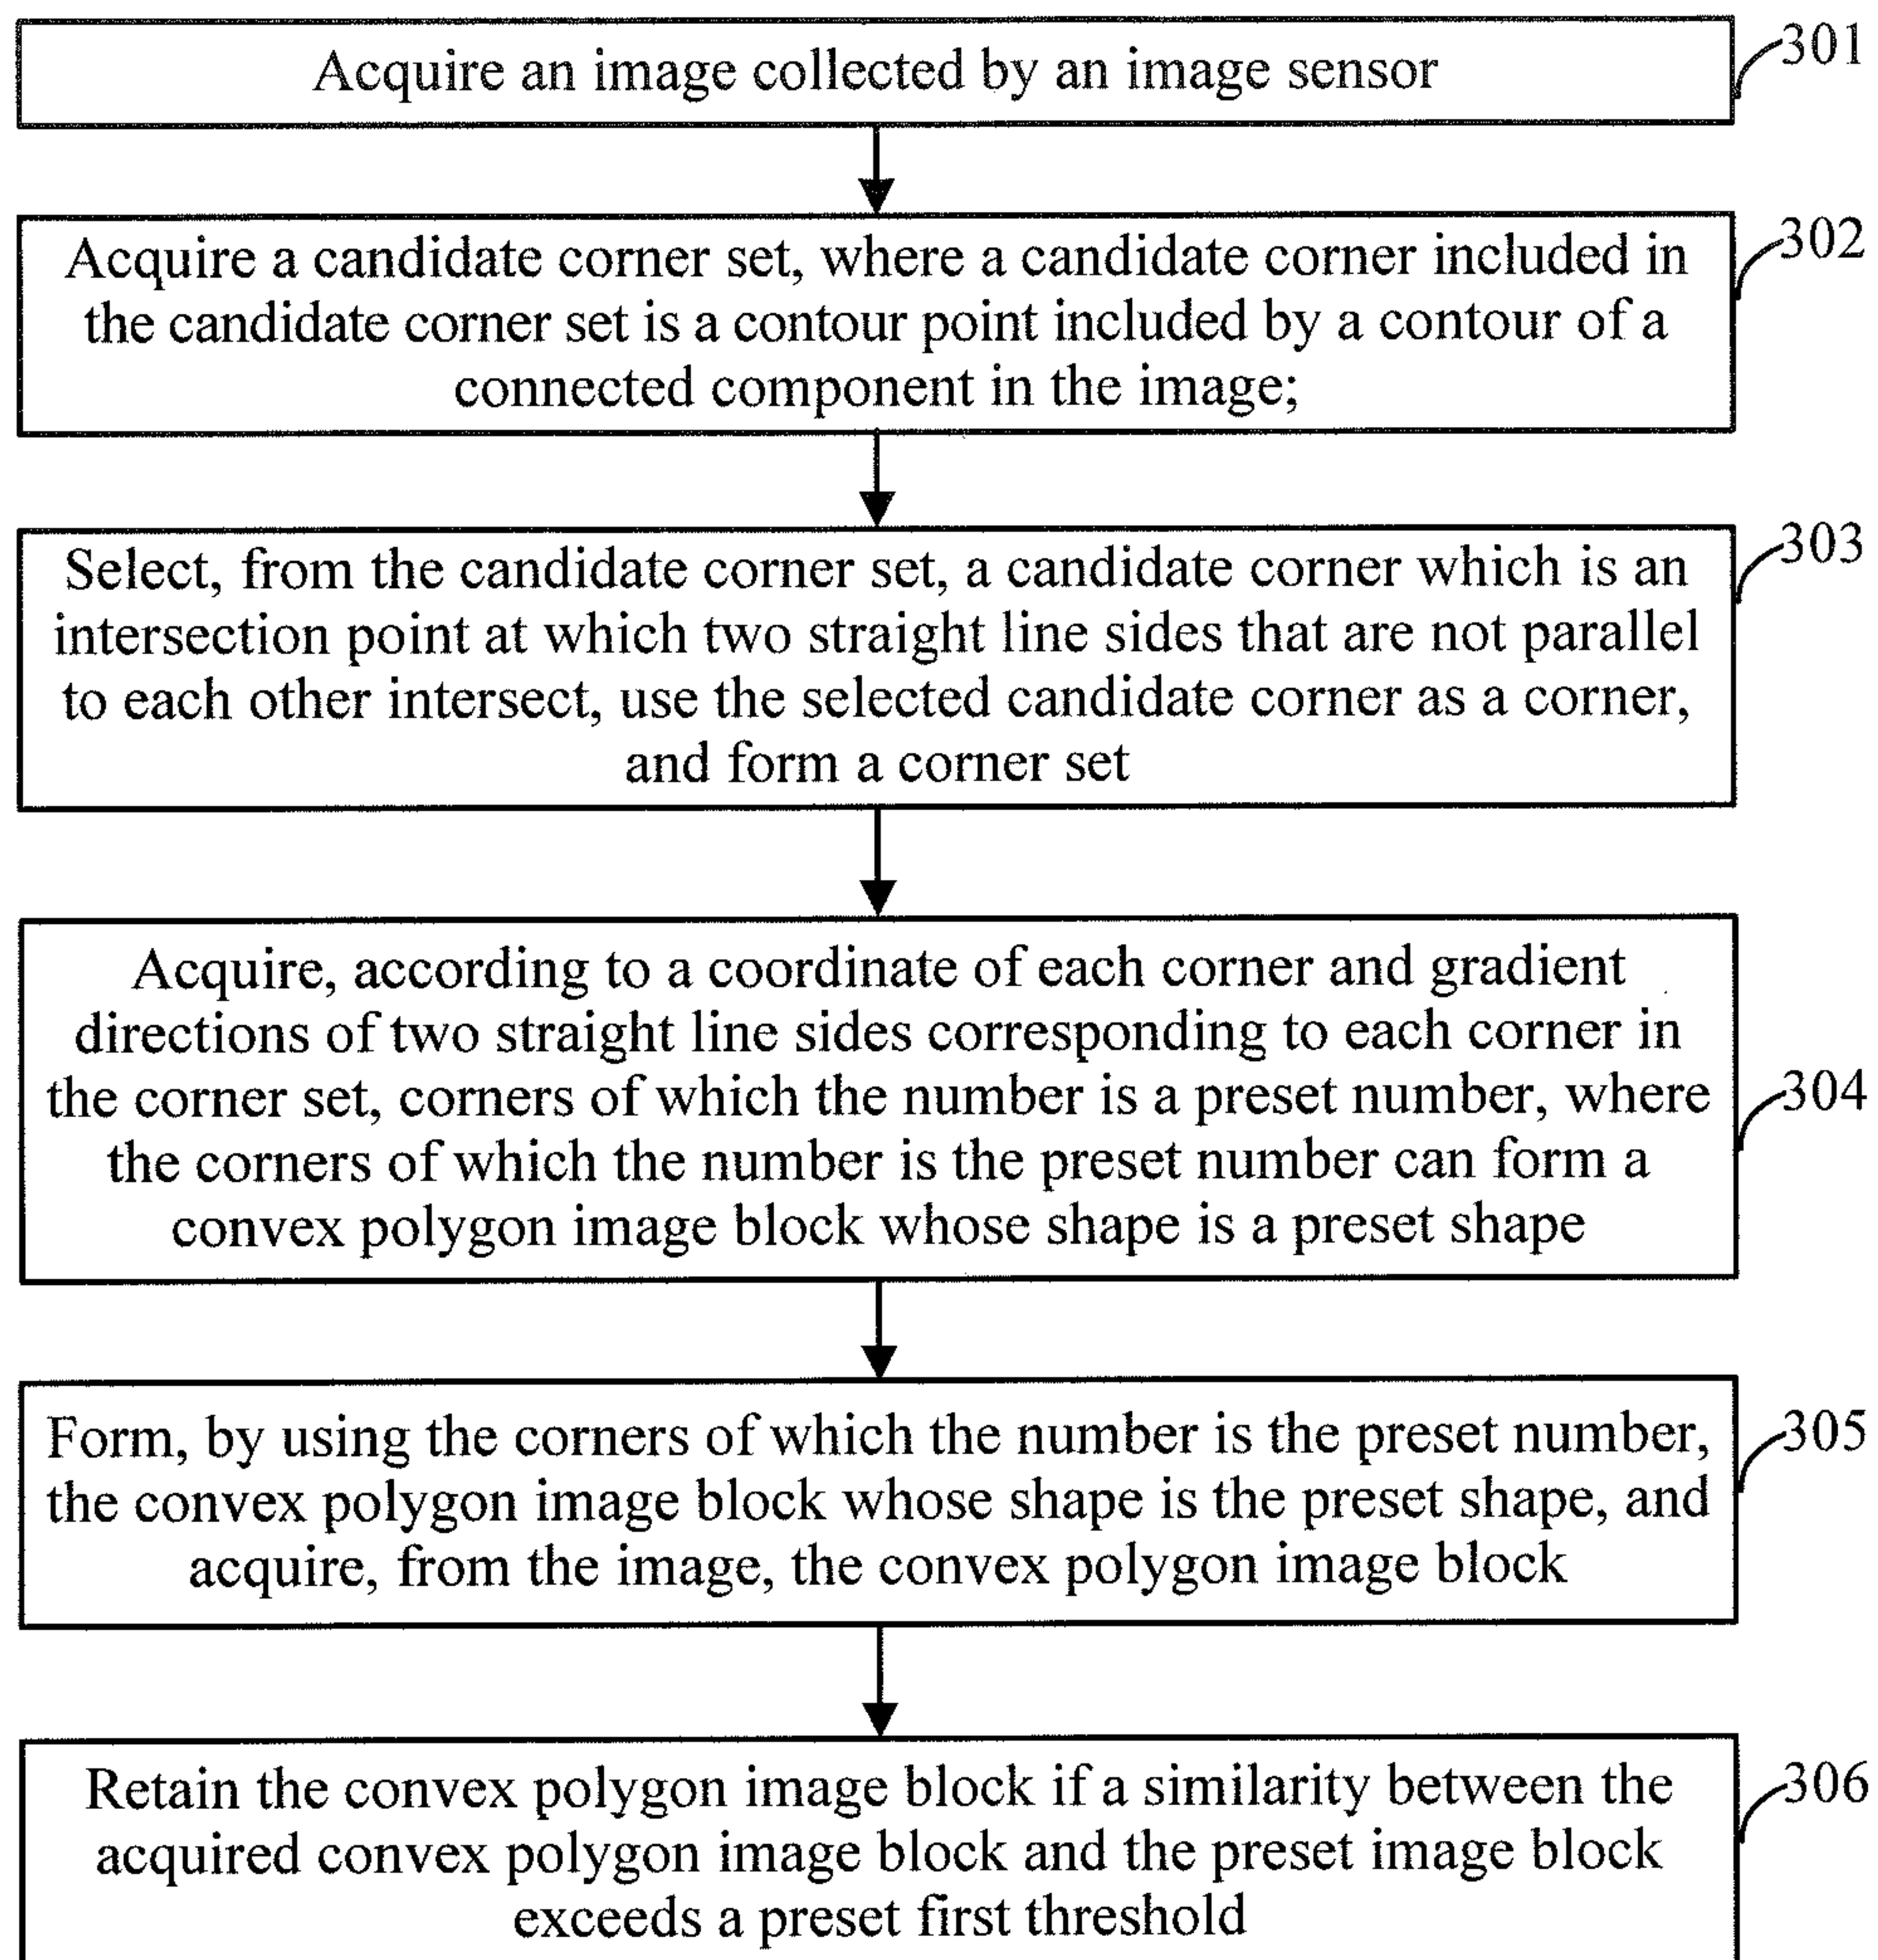 Acquire an image collected by an image sensor
301
Acquire a candidate corner set, where a candidate corner included in
the candidate corner set is a contour point included by a contour of a
connected component in the image;
302
Select, from the candidate corner set, a candidate corner which is an
intersection point at which two straight line sides that are not parallel
to each other intersect, use the selected candidate corner as a corner,
and form a corner set
303
Acquire, according to a coordinate of each corner and gradient
directions of two straight line sides corresponding to each corner in
the corner set, corners of which the number is a preset number, where
the corners of which the number is the preset number can form a
convex polygon image block whose shape is a preset shape
304
Form, by using the corners of which the number is the preset number,
the convex polygon image block whose shape is the preset shape, and
acquire, from the image, the convex polygon image block
305
Retain the convex polygon image block if a similarity between the
acquired convex polygon image block and the preset image block
exceeds a preset first threshold
306